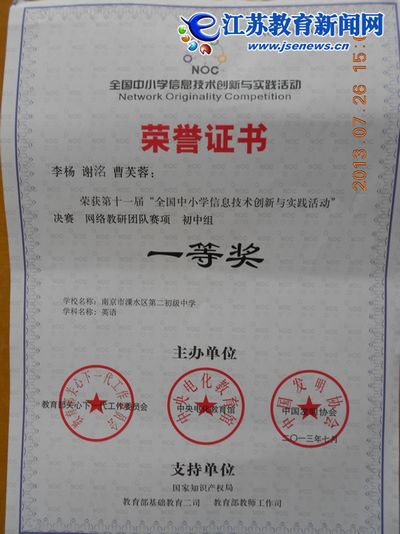 江苏教育新闻网
www.jsenews.cn
NOC
全国中小学信息技术创新与实践活动
Network Originality Competition
荣誉证书
李杨 谢洺 曹芙蓉：
荣获第十一届“全国中小学信息技术创新与实践活动”
决赛 网络教研团队赛项 初中组
一等奖
学校名称：南京市溧水区第二初级中学
学科名称：英语
主办单位
教育部关心下一代工作委员会 中央电化教育馆 中国发明协会
二〇一三年七月
支持单位
国家知识产权局
教育部基础教育二司 教育部教师工作司
2013.07.26